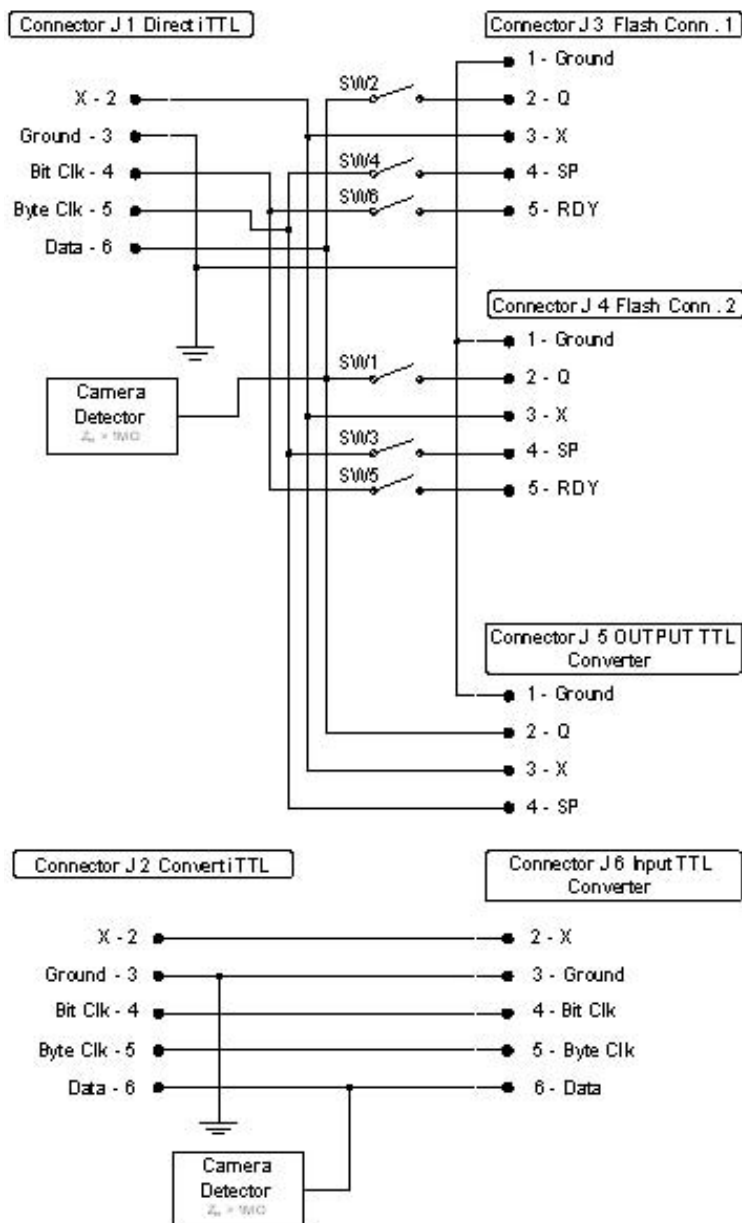 Connector J 1 Direct iTTL
X - 2
Ground - 3
Bit Clk - 4
Byte Clk - 5
Data - 6
SW2
SW4
SW6
Connector J 3 Flash Conn . 1
1 - Ground
2 - Q
3 - X
4 - SP
5 - RDY
Camera
Detector
SW1
SW3
SW5
Connector J 4 Flash Conn . 2
1 - Ground
2 - Q
3 - X
4 - SP
5 - RDY
Connector J 5 OUTPUT TTL
Converter
1 - Ground
2 - Q
3 - X
4 - SP
Connector J 2 Convert iTTL
X - 2
Ground - 3
Bit Clk - 4
Byte Clk - 5
Data - 6
Camera
Detector
Connector J 6 Input TTL
Converter
2 - X
3 - Ground
4 - Bit Clk
5 - Byte Clk
6 - Data